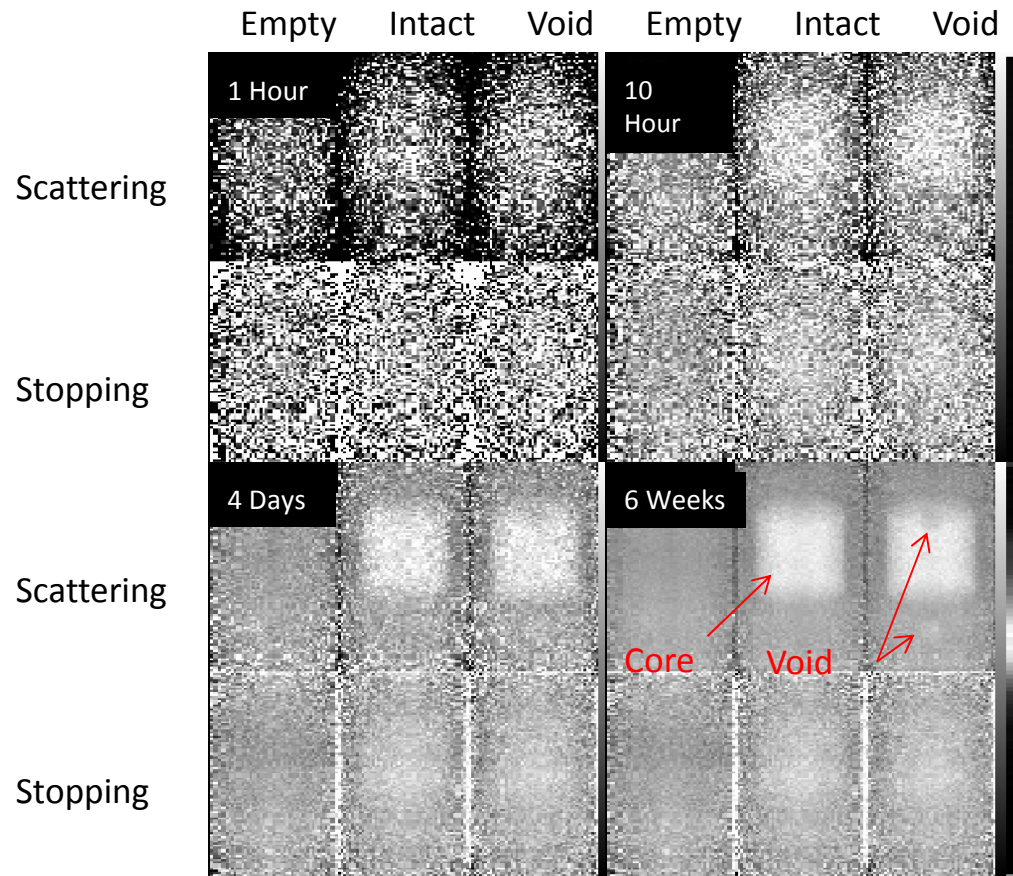 Empty Intact Void Empty Intact Void
1 Hour
10
Hour
Scattering
Stopping
4 Days
6 Weeks
Scattering
Core Void
Stopping